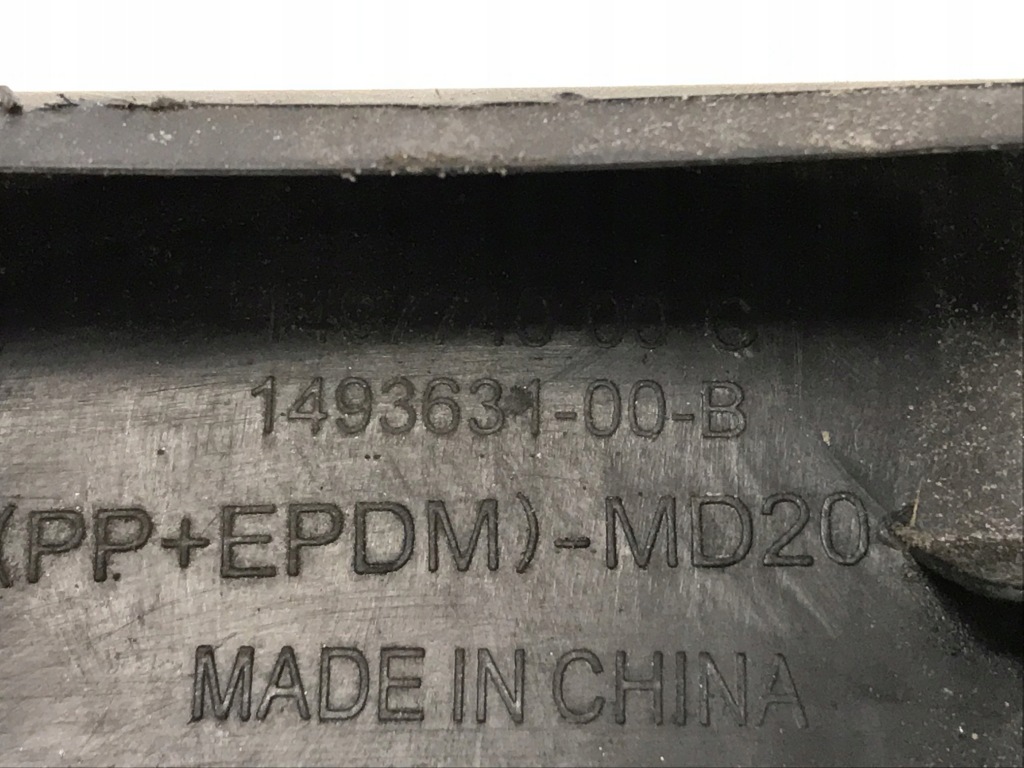 1493631-00-B
(PP+EPDM)-MD20
MADE IN CHINA